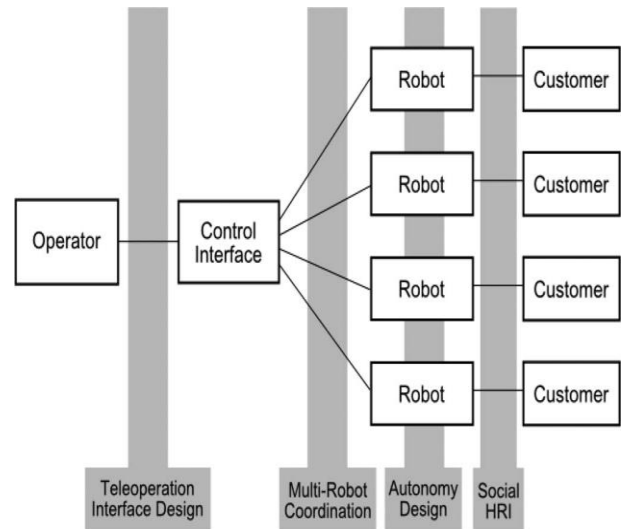 Robot
Customer
Robot
Customer
Operator
Control
Interface
Robot
Customer
Robot
Customer
Teleoperation
Interface Design
Multi-Robot
Coordination
Autonomy
Design
Social
HRI